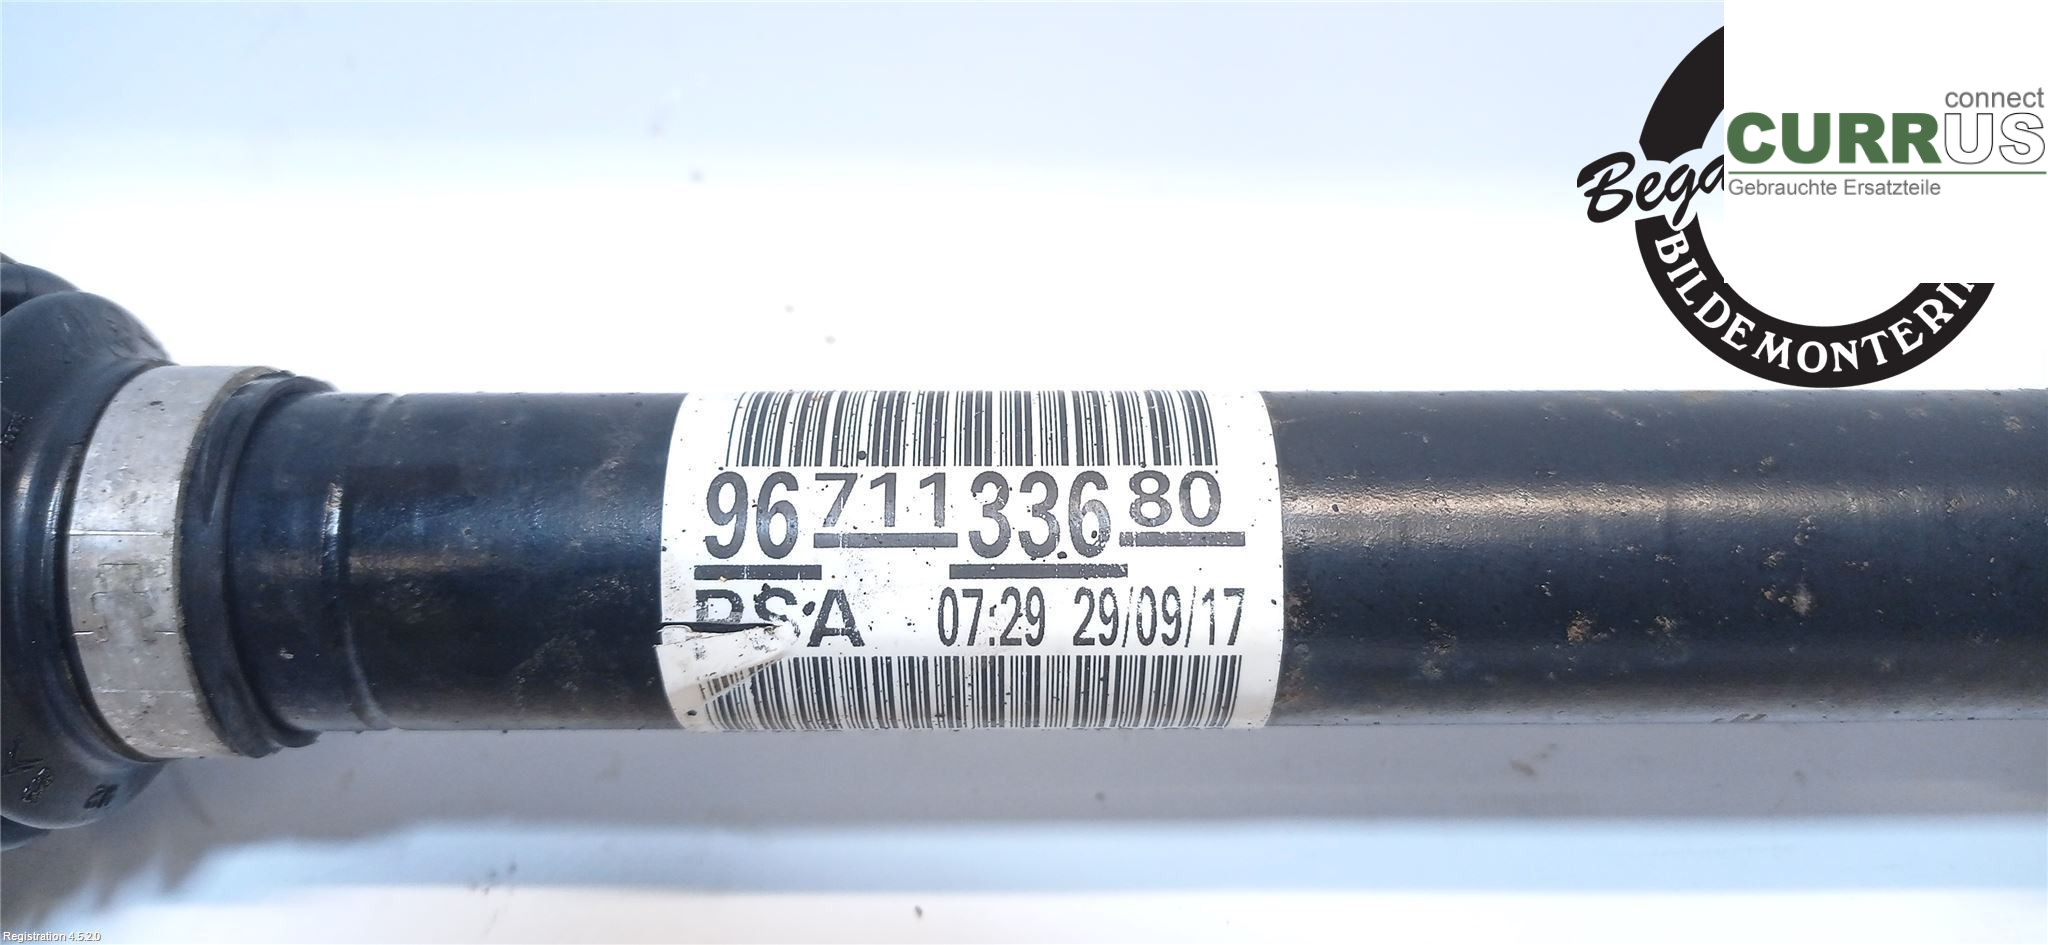 connect
CURRUS
Gebrauchte Ersatzteile
BILDEMONTERI
96 711 336 80
PSA 07:29 29/09/17
Registration 4.5.2.0